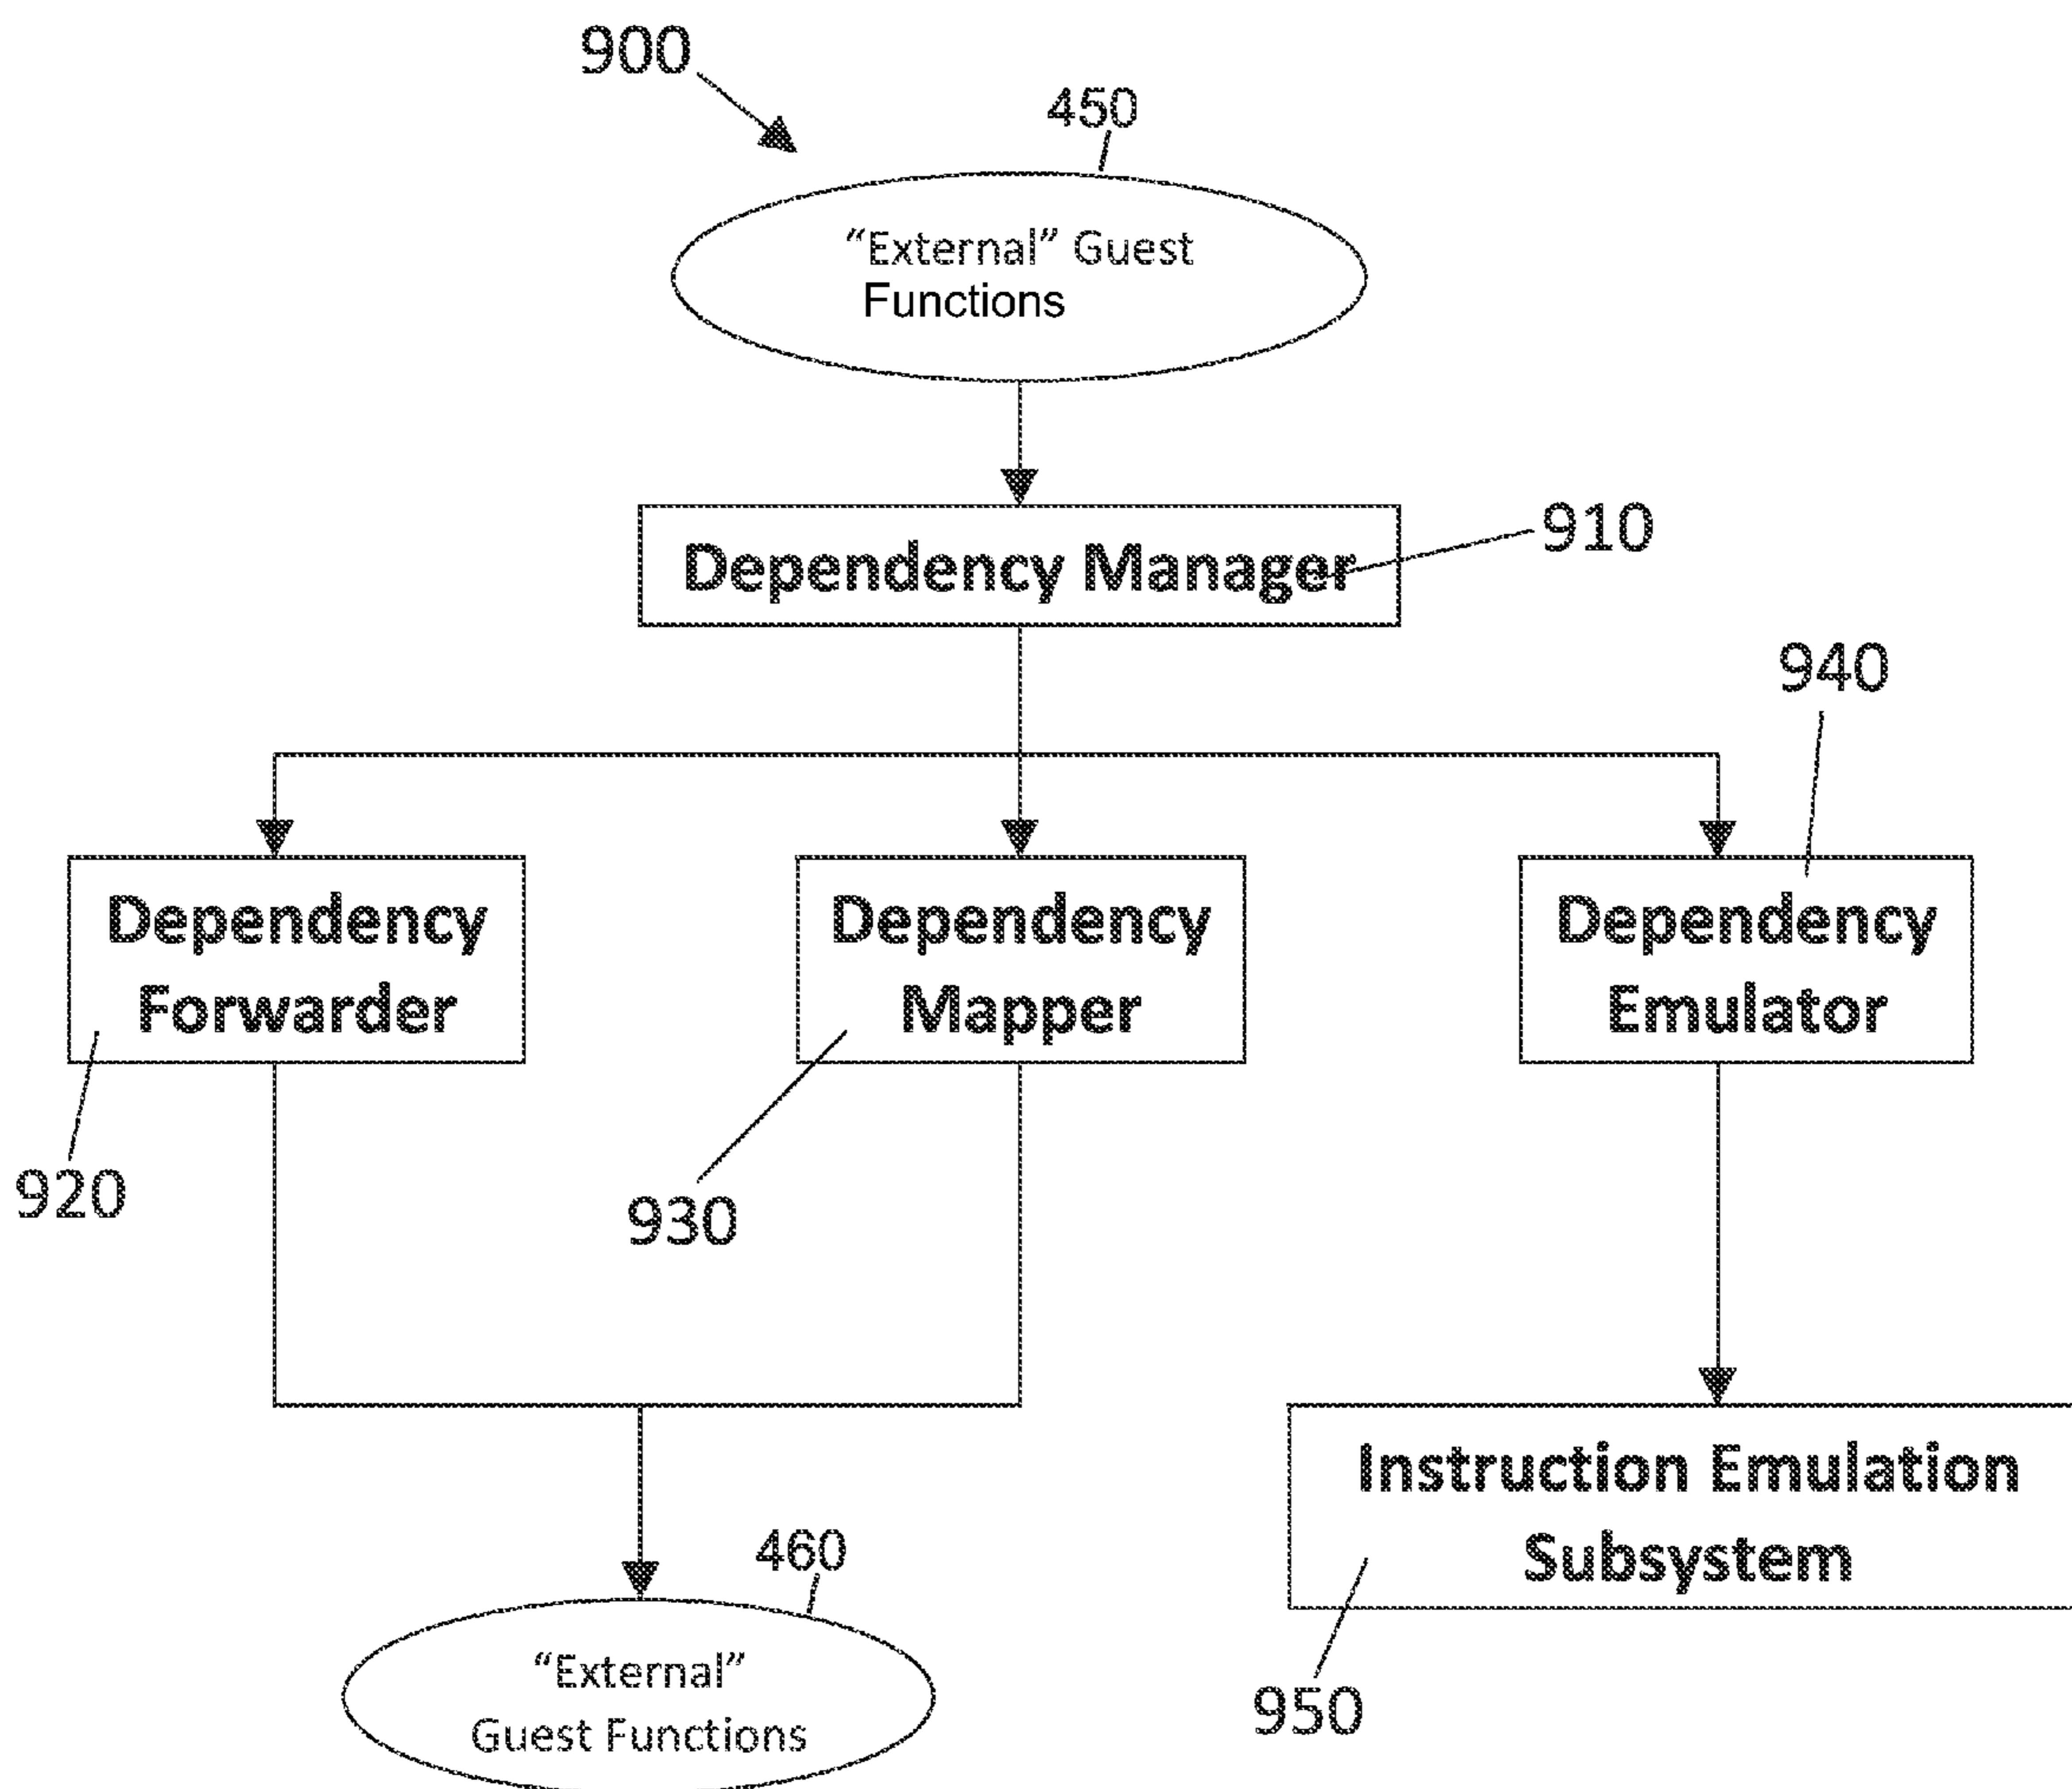 900
450
“External” Guest
Functions
Dependency Manager
910
940
Dependency
Forwarder
Dependency
Mapper
Dependency
Emulator
920
930
Instruction Emulation
Subsystem
460
“External”
Guest Functions
950